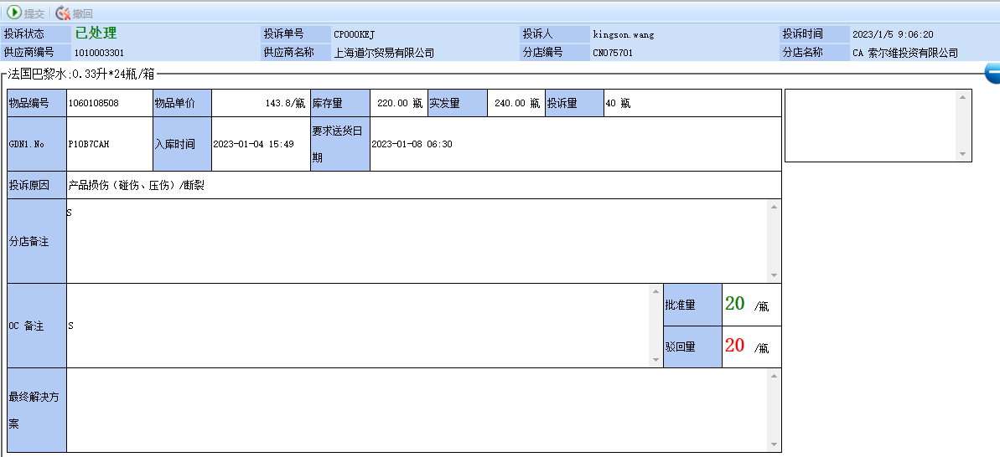 提交 撤回
投诉状态 已处理 投诉单号 CP000KEJ 投诉人 kingson.wang 投诉时间 2023/1/5 9:06:20
供应商编号 1010003301 供应商名称 上海道尔贸易有限公司 分店编号 CN075701 分店名称 CA 索尔维投资有限公司
法国巴黎水;0.33升*24瓶/箱
物品编号 1060108508 物品单价 143.8/瓶 库存量 220.00 瓶 实发量 240.00 瓶 投诉量 40 瓶
GDN1.No P10B7CAH 入库时间 2023-01-04 15:49 要求送货日
期 2023-01-08 06:30
投诉原因 产品损伤（碰伤、压伤）/断裂
分店备注 S
OC 备注 S
批准量 20 /瓶
驳回量 20 /瓶
最终解决方
案